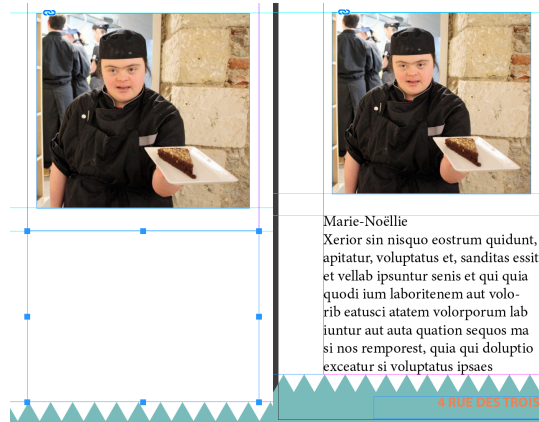 Marie-Noëllie
Xerior sin nisquo eostrum quidunt,
apitatur, voluptatus et, sanditas essit
et vellab ipsuntur senis et qui quia
quodi ium laboritenem aut volo-
rib eatusci atatem volorporum lab
iuntur aut auta quation sequos ma
si nos remporest, quia qui doluptio
exceatur si voluptatus ipsaes
4 RUE DES TROIS